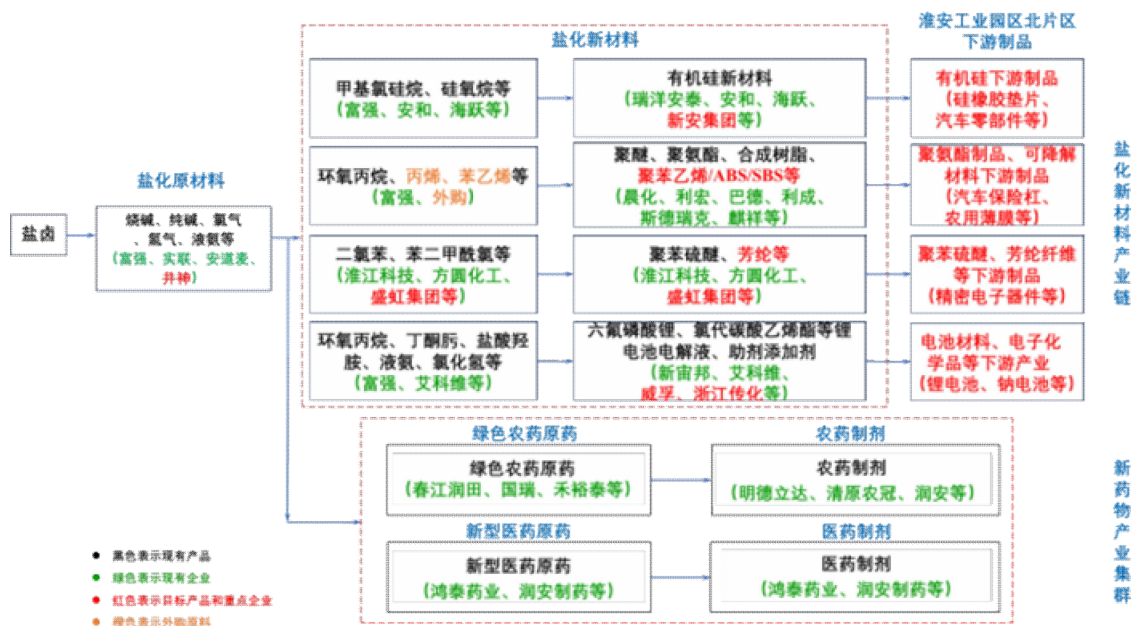 盐化新材料
淮安工业园区北片区
下游制品
甲基氯硅烷、硅氧烷等
(富强、安和、海跃等)
有机硅新材料
(瑞洋安泰、安和、海跃、
新安集团等)
有机硅下游制品
(硅橡胶垫片、
汽车零部件等)
盐化原材料
盐卤
烧碱、纯碱、氯气
、氢气、液氨等
(富强、实联、安道麦、
井神)
环氧丙烷、丙烯、苯乙烯等
(富强、外购)
聚醚、聚氨酯、合成树脂、
聚苯乙烯/ABS/SBS等
(晨化、利宏、巴德、利成、
斯德瑞克、麒祥等)
聚氨酯制品、可降解
材料下游制品
(汽车保险杠、
农用薄膜等)
二氯苯、苯二甲酰氯等
(淮江科技、方圆化工、
盛虹集团等)
聚苯硫醚、芳纶等
(淮江科技、方圆化工、
盛虹集团等)
聚苯硫醚、芳纶纤维
等下游制品
(精密电子器件等)
环氧丙烷、丁酮肟、盐酸羟
胺、液氨、氯化氢等
(富强、艾科维等)
六氟磷酸锂、氯代碳酸乙烯酯等锂
电池电解液、助剂添加剂
(新宙邦、艾科维、
威孚、浙江传化等)
电池材料、电子化
学品等下游产业
(锂电池、钠电池等)
盐化新材料产业链
绿色农药原药
农药制剂
绿色农药原药
(春江润田、国瑞、禾裕泰等)
农药制剂
(明德立达、清原农冠、润安等)
新型医药原药
医药制剂
新型医药原药
(鸿泰药业、润安制药等)
医药制剂
(鸿泰药业、润安制药等)
新药物产业集群
黑色表示现有产品
绿色表示现有企业
红色表示目标产品和重点企业
橙色表示外购原料